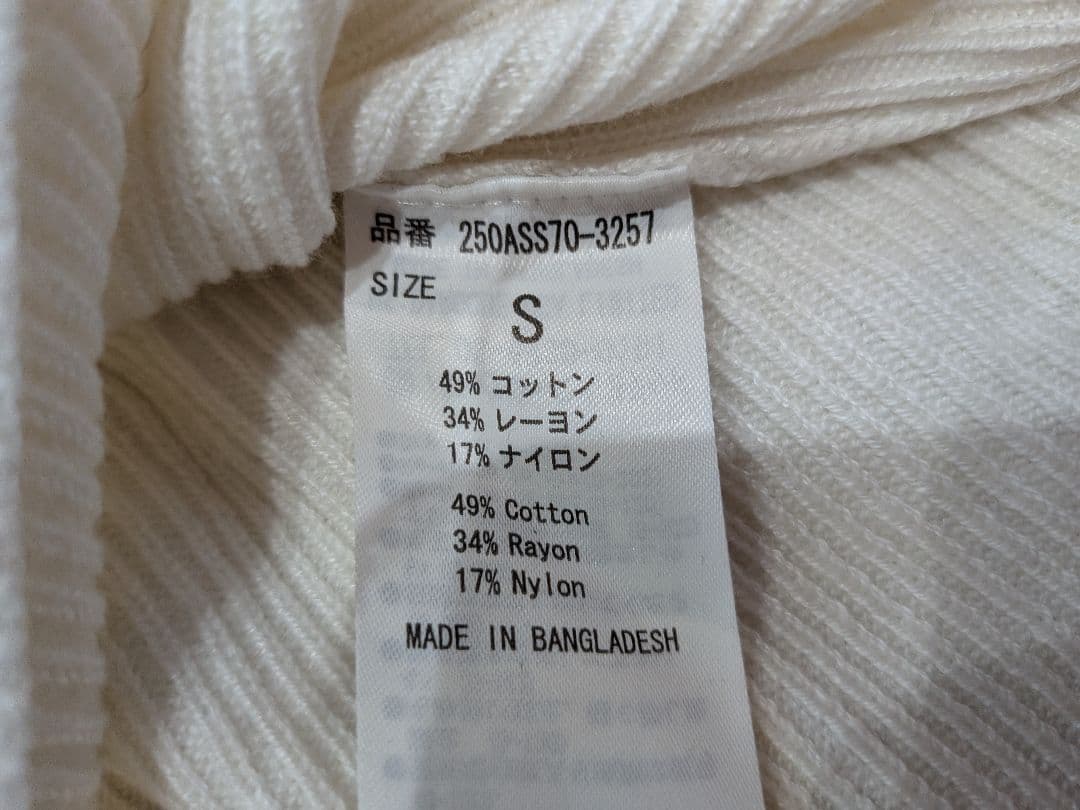 品番 250ASS70-3257
SIZE
S
49% コットン
34% レーヨン
17% ナイロン
49% Cotton
34% Rayon
17% Nylon
MADE IN BANGLADESH